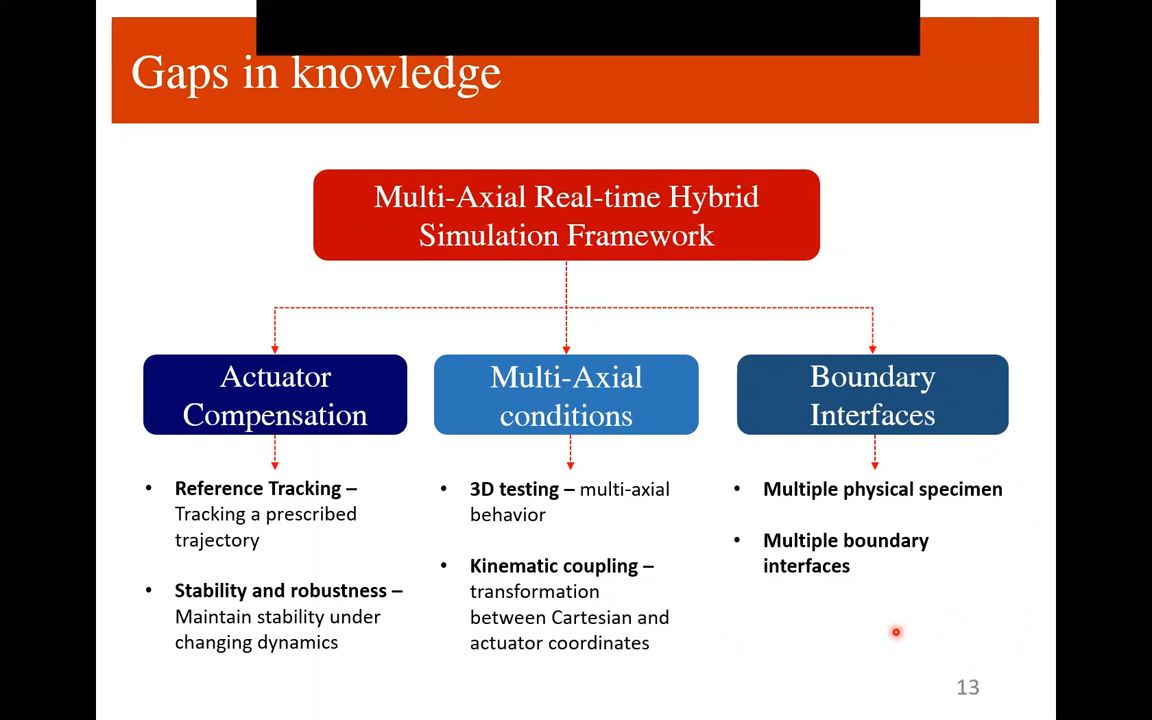 Gaps in knowledge
Multi-Axial Real-time Hybrid
Simulation Framework
Actuator
Compensation
Multi-Axial
conditions
Boundary
Interfaces
• Reference Tracking –
Tracking a prescribed
trajectory
• Stability and robustness –
Maintain stability under
changing dynamics
• 3D testing – multi-axial
behavior
• Kinematic coupling –
transformation
between Cartesian and
actuator coordinates
• Multiple physical specimen
• Multiple boundary
interfaces
13